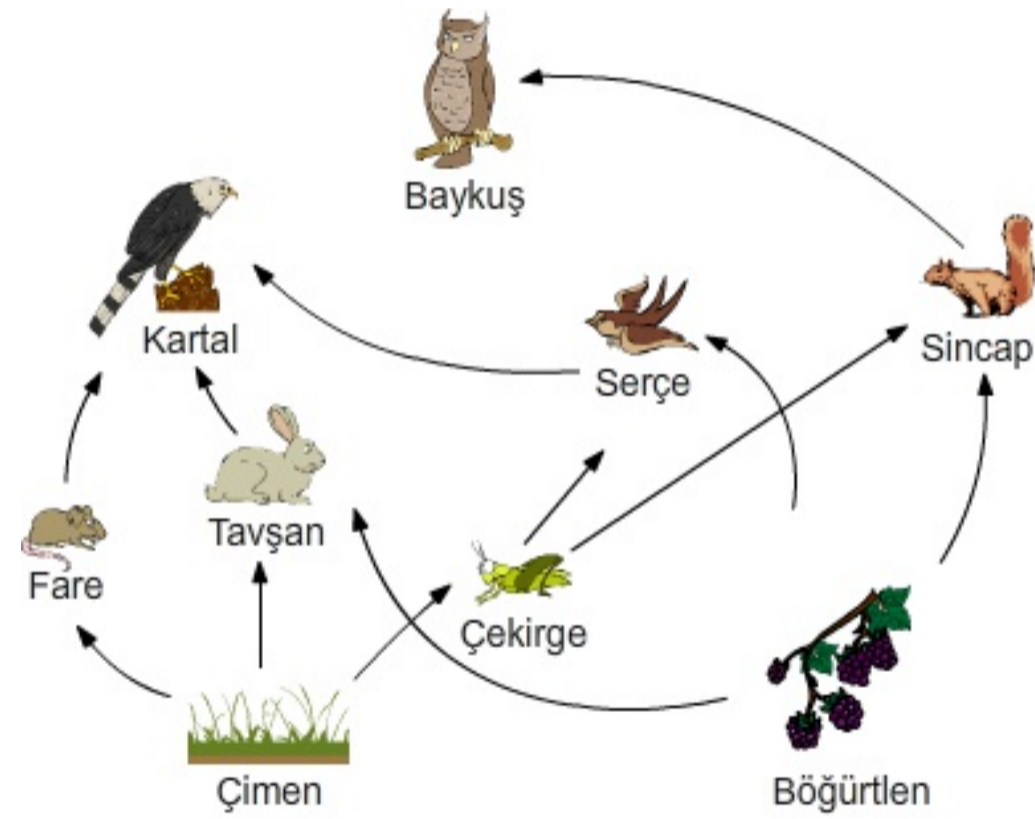 Baykuş
Kartal
Sincap
Serçe
Tavşan
Fare
Çekirge
Çimen
Böğürtlen